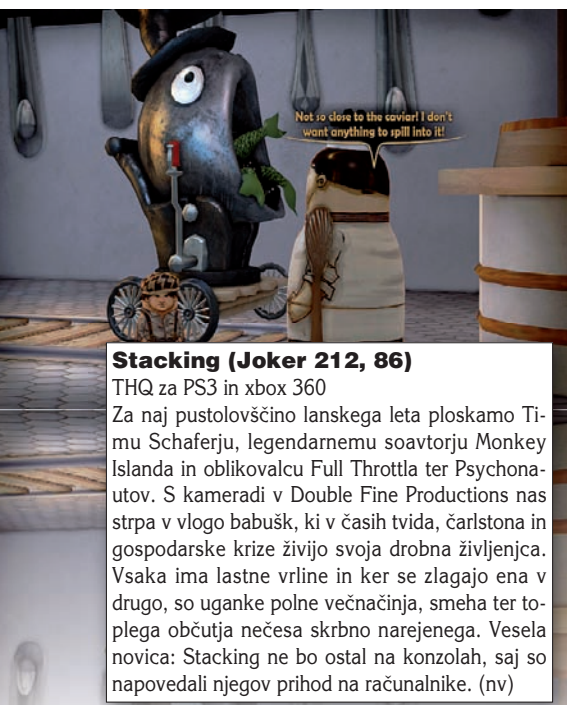 Not so close to the caviar! I don't
want anything to spill into it!
Stacking (Joker 212, 86)
THQ za PS3 in xbox 360
Za naj pustolovščino lanskega leta ploskamo Ti-
mu Schaferju, legendarnemu soavtorju Monkey
Islanda in oblikovalcu Full Throttla ter Psychona-
utov. S kameradi v Double Fine Productions nas
strpa v vlogo babušk, ki v časih tvida, čarlstona in
gospodarske krize živijo svoja drobna življenjca.
Vsaka ima lastne vrline in ker se zlagajo ena v
drugo, so uganke polne večnačinja, smeha ter to-
plega občutja nečesa skrbno narejenega. Vesela
novica: Stacking ne bo ostal na konzolah, saj so
napovedali njegov prihod na računalnike. (nv)